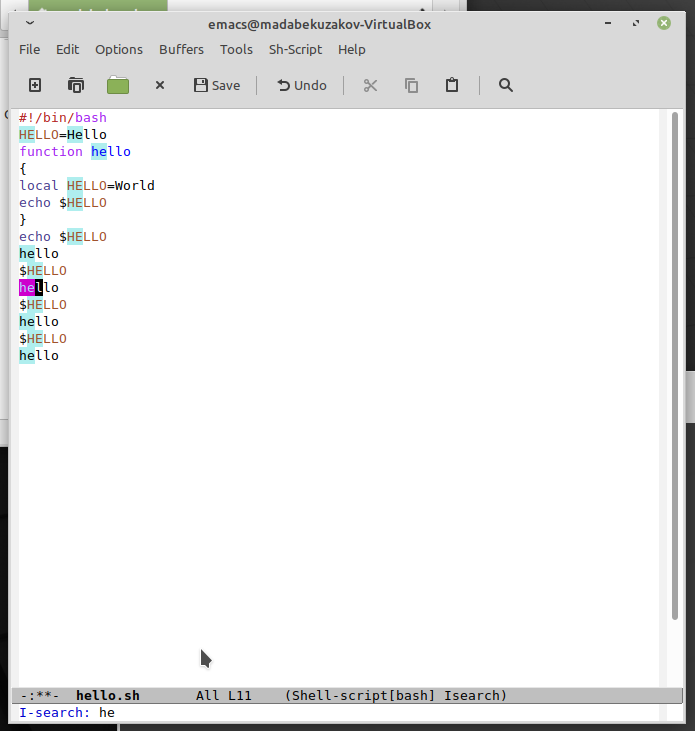 emacs@madabekuzakov-VirtualBox
File Edit Options Buffers Tools Sh-Script Help
Save Undo
#!/bin/bash
HELLO=Hello
function hello
{
local HELLO=World
echo $HELLO
}
echo $HELLO
hello
$HELLO
hello
$HELLO
hello
$HELLO
hello
-:**- hello.sh All L11 (Shell-script[bash] Isearch)
I-search: he